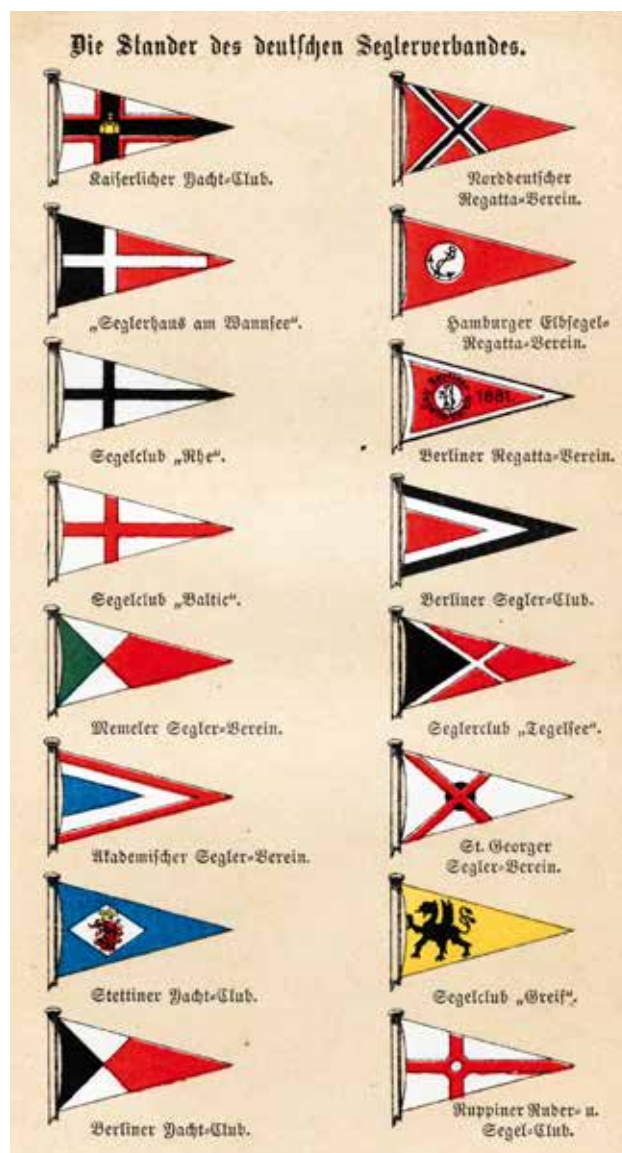 Die Stander des deutschen Seglerverbandes.
Kaiserlicher Yacht-Club.
Norddeutscher
Regatta-Verein.
„Seglerhaus am Wannsee“.
Hamburger Elbsegel-
Regatta-Verein.
1881.
Segelclub „Rhe“.
Berliner Regatta-Verein.
Segelclub „Baltic“.
Berliner Segler-Club.
Memeler Segler-Verein.
Seglerclub „Tegelsee“.
Akademischer Segler-Verein.
St. Georger
Segler-Verein.
Stettiner Yacht-Club.
Segelclub „Greif“.
Berliner Yacht-Club.
Ruppiner Ruder- u.
Segel-Club.